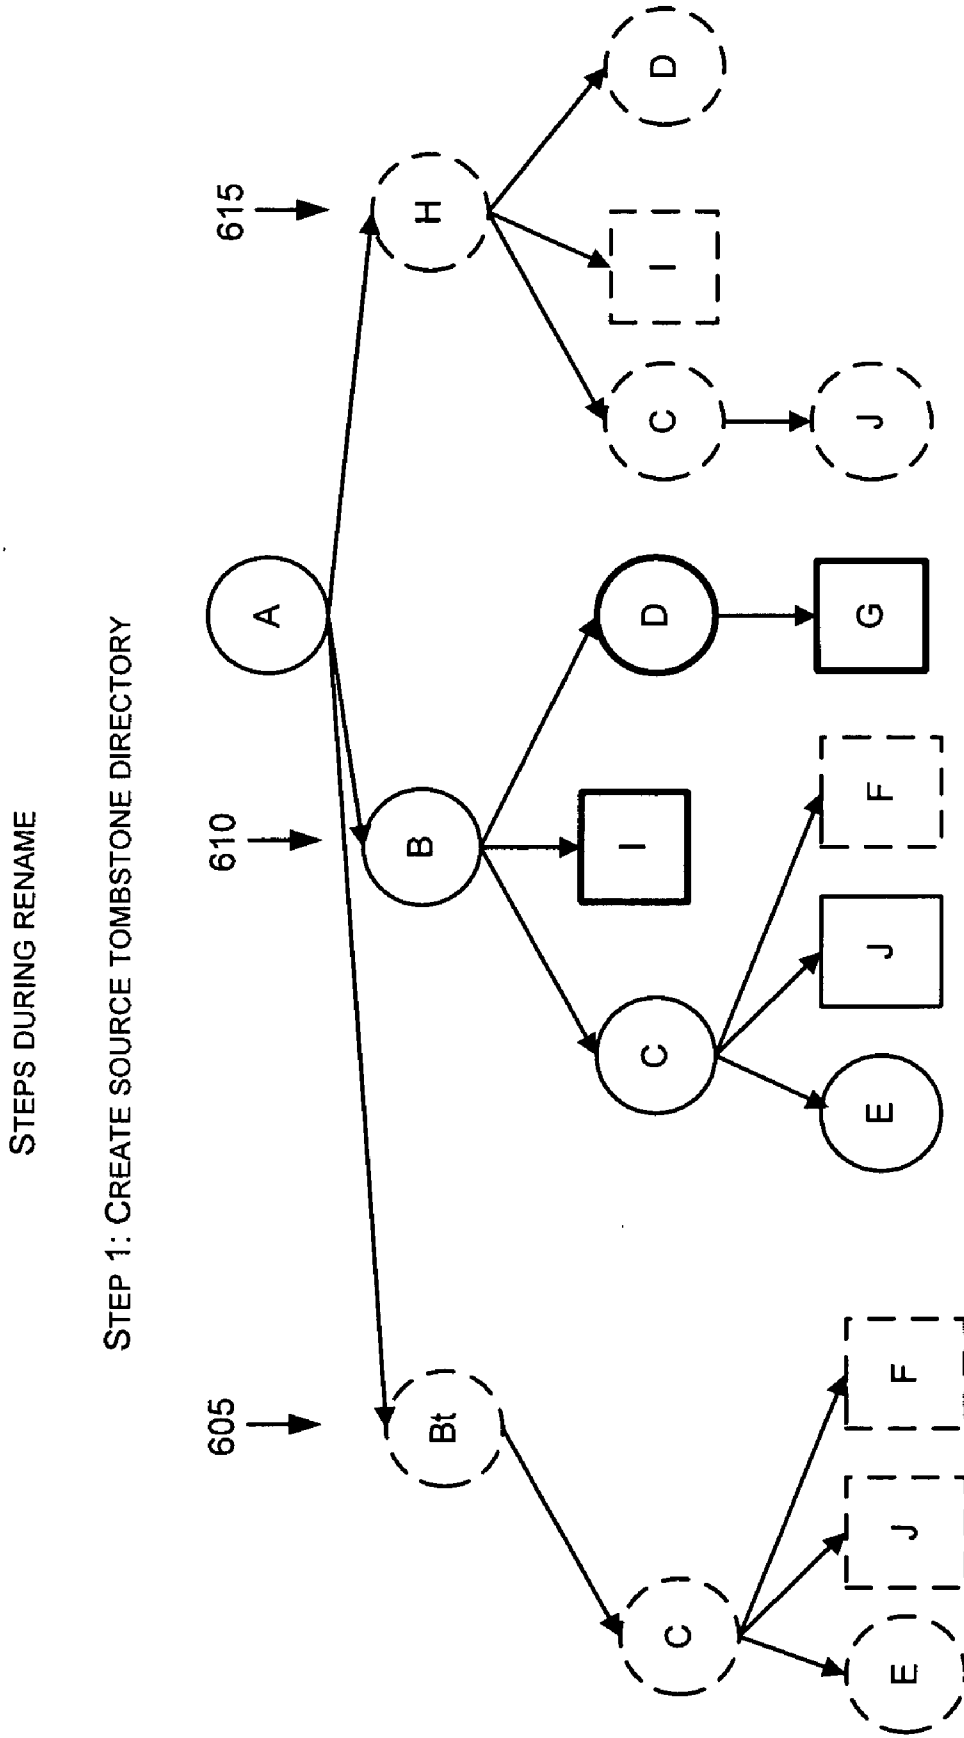 STEPS DURING RENAME
STEP 1: CREATE SOURCE TOMBSTONE DIRECTORY
605
610
615
A
Bt
B
H
C
C
I
D
C
I
D
E
J
F
E
J
F
G
J